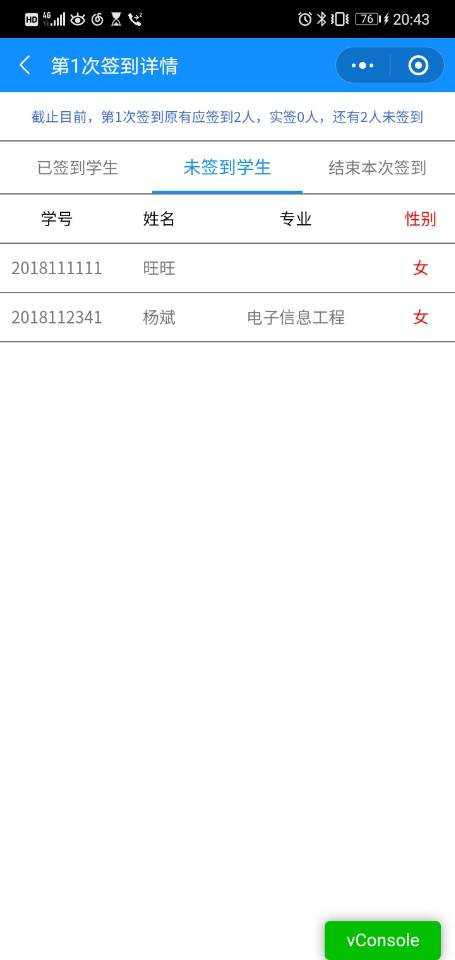 HD 4G 76 20:43
第1次签到详情
截止目前，第1次签到原有应签到2人，实签0人，还有2人未签到
已签到学生 未签到学生 结束本次签到
学号 姓名 专业 性别
2018111111 旺旺 女
2018112341 杨斌 电子信息工程 女
vConsole